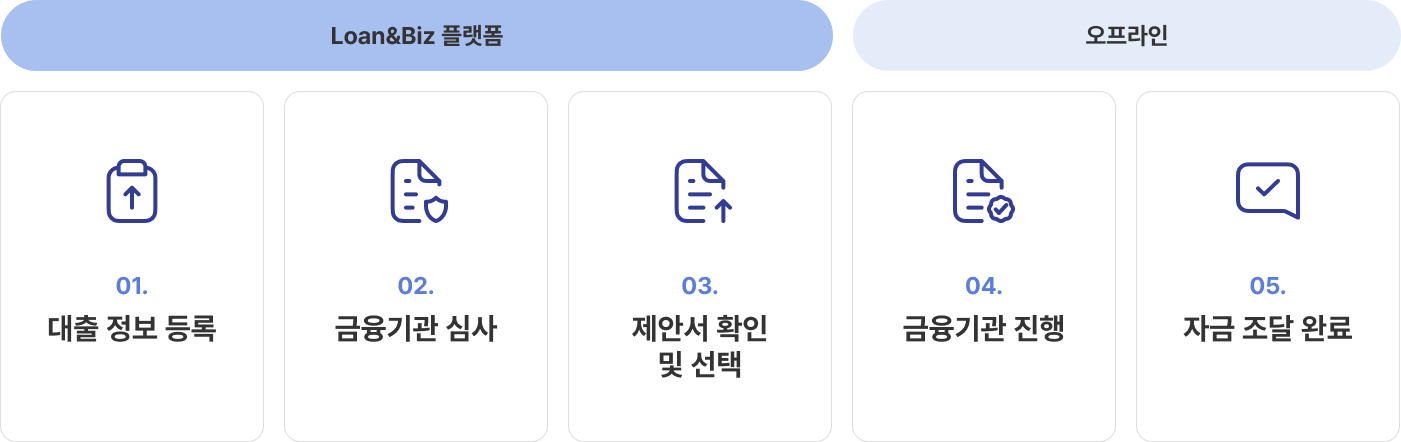 Loan&Biz 플랫폼
오프라인
01.
대출 정보 등록
02.
금융기관 심사
03.
제안서 확인
및 선택
04.
금융기관 진행
05.
자금 조달 완료